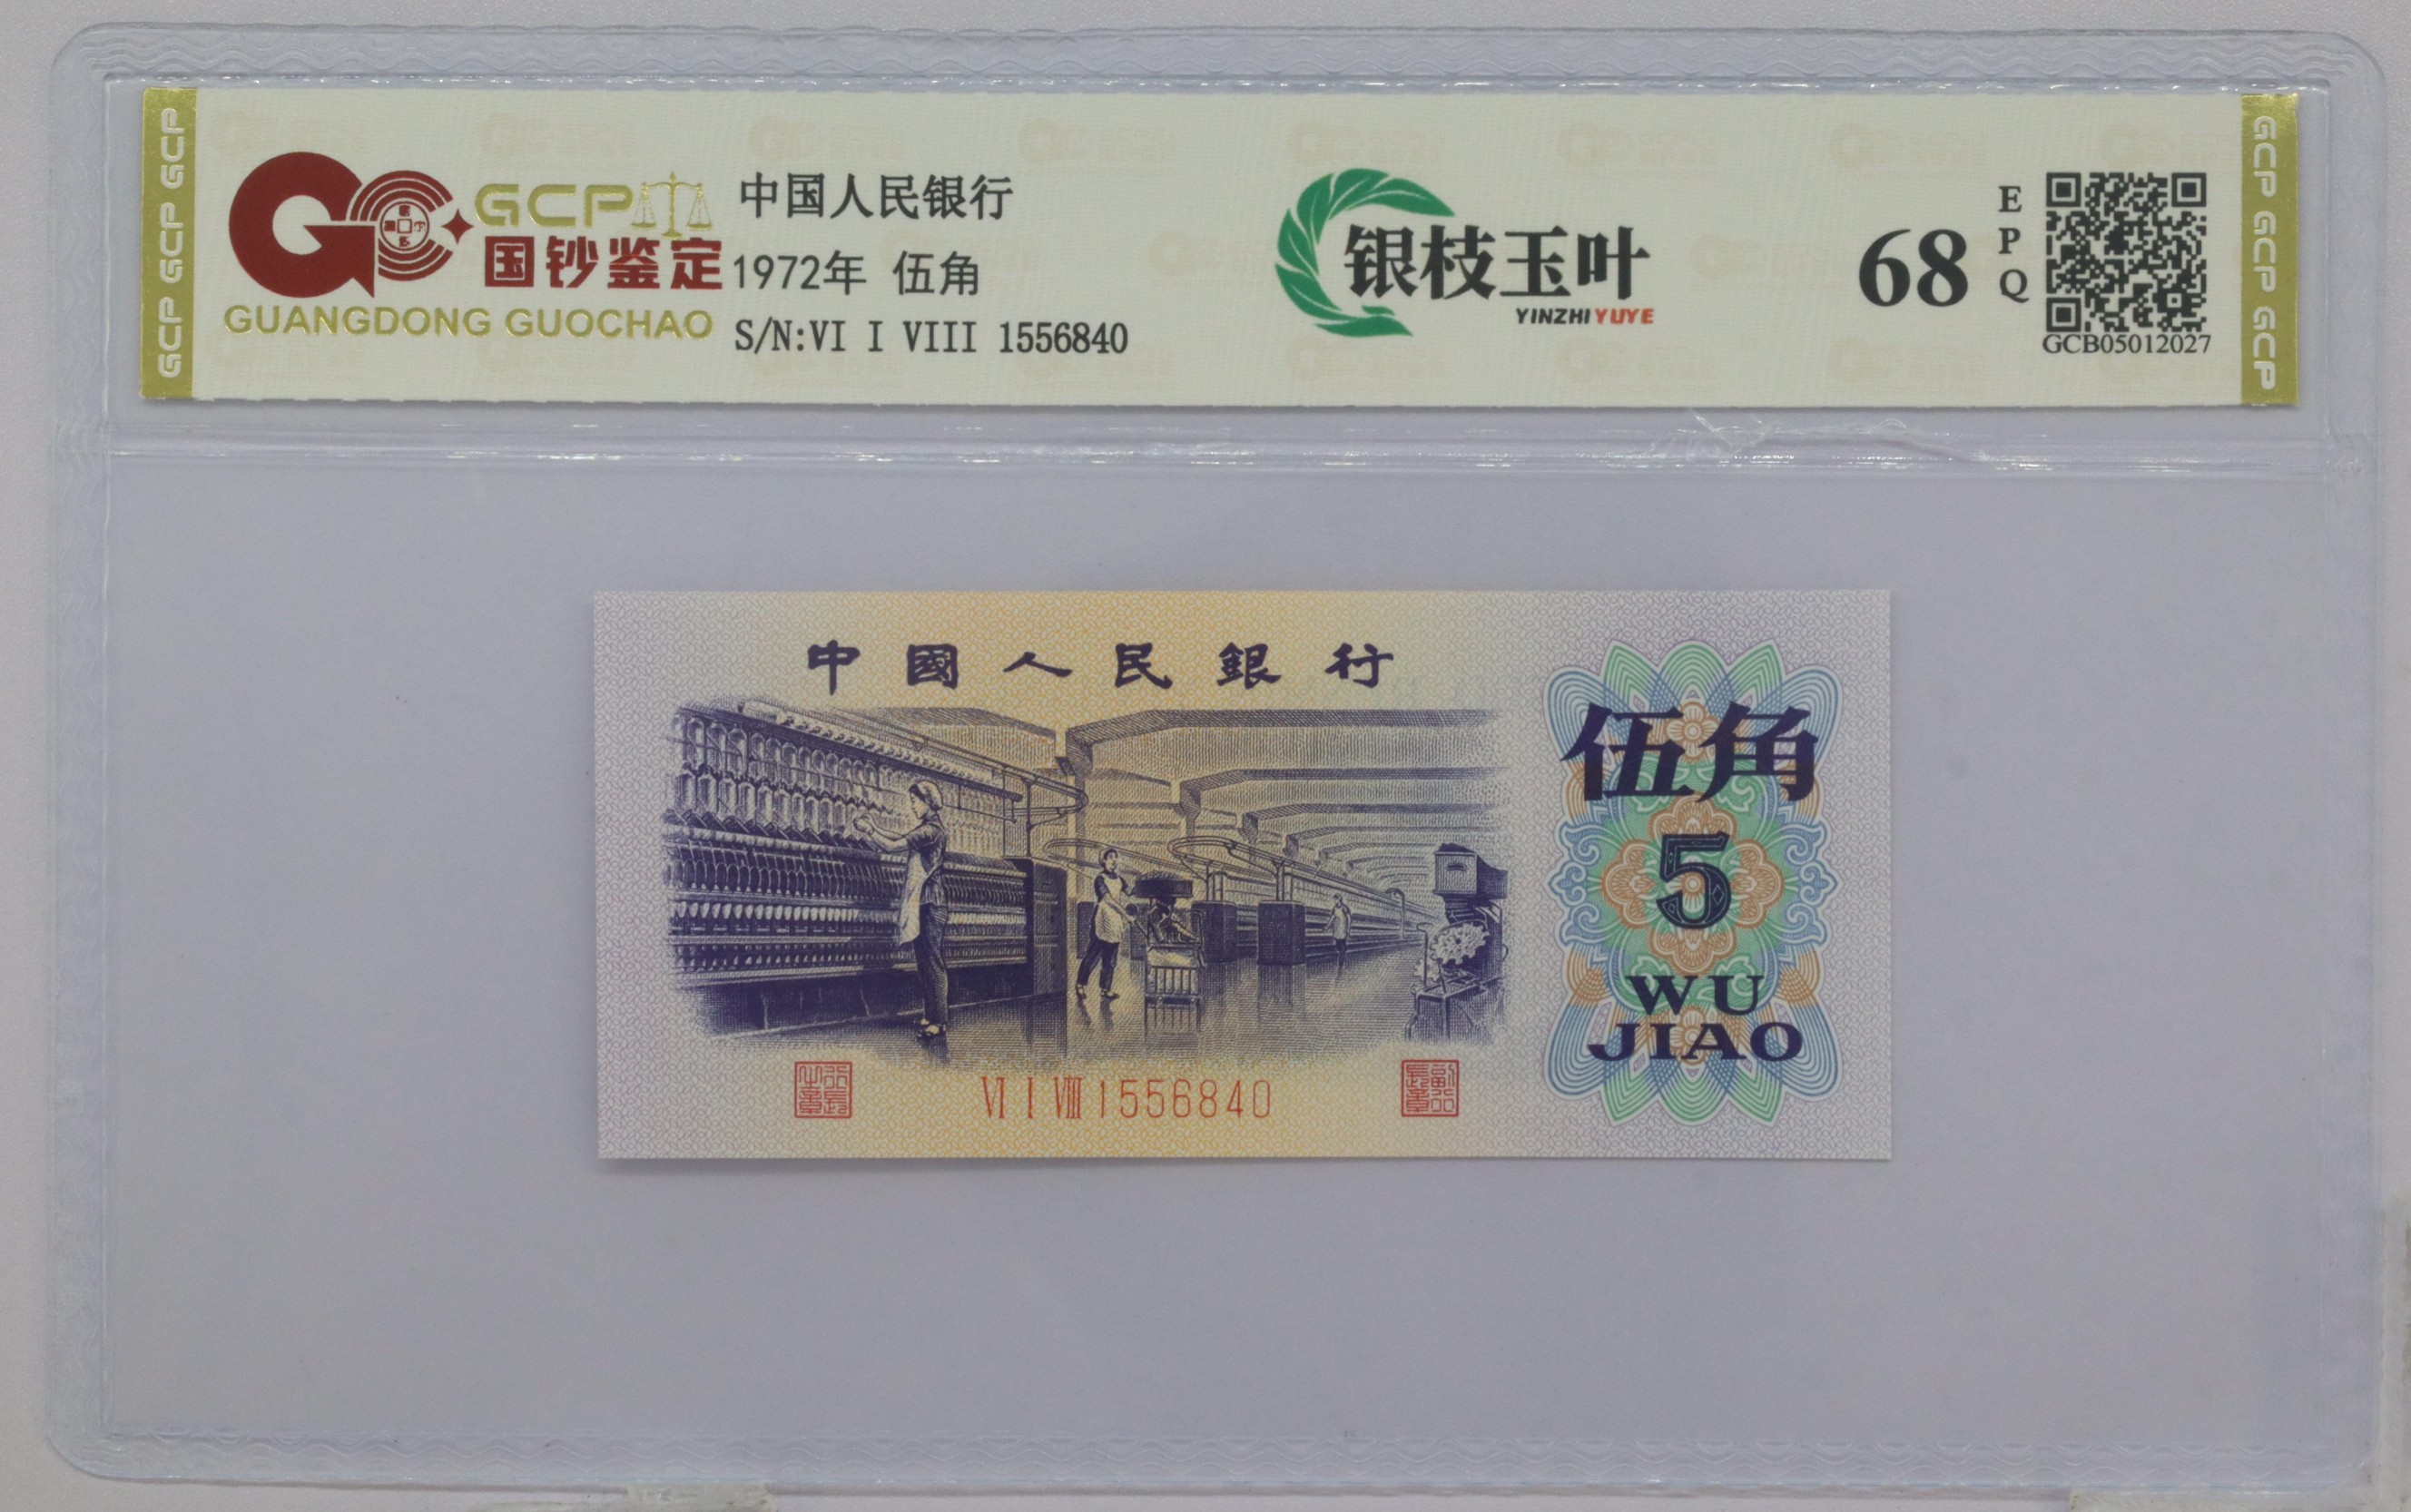 GCP GCP GCP
GCP
国钞鉴定
GUANGDONG GUOCHAO
中国人民银行
1972年 伍角
S/N:VI I VIII 1556840
银枝玉叶
YINZHIYUYE
68
EPQ
GCB05012027
GCP GCP GCP
中國人民銀行
伍角
5
WU
JIAO
VI I VIII 1556840